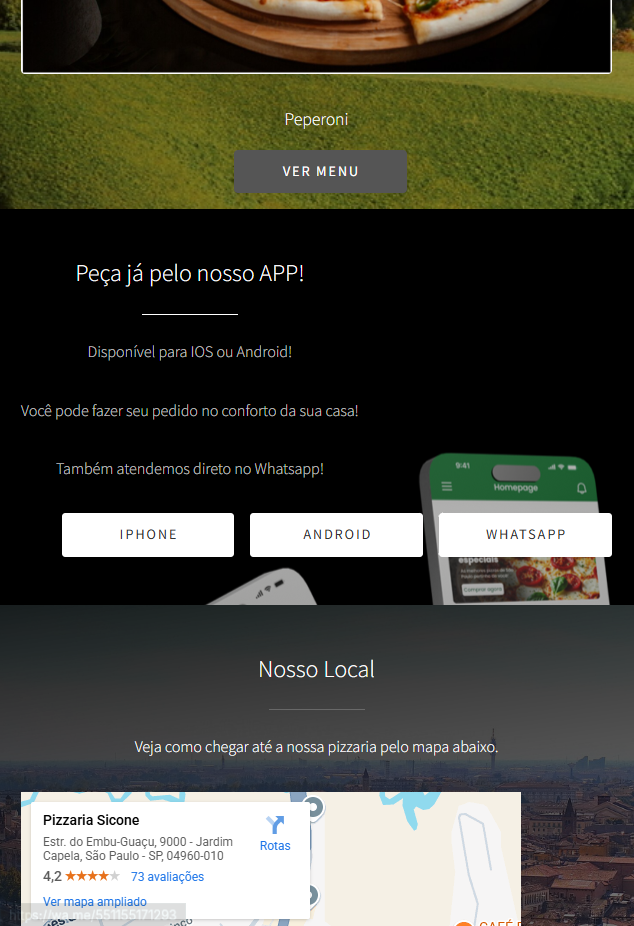 Peperoni
VER MENU
Peça já pelo nosso APP!
Disponível para IOS ou Android!
Você pode fazer seu pedido no conforto da sua casa!
Também atendemos direto no Whatsapp!
9:41
Homepage
IPHONE
ANDROID
WHATSAPP
especiais
Comprar agora
Nosso Local
Veja como chegar até a nossa pizzaria pelo mapa abaixo.
Pizzaria Sicone
Estr. do Embu-Guaçu, 9000 - Jardim
Capela, São Paulo - SP, 04960-010
Rotas
4,2
73 avaliações
Ver mapa ampliado
https://wa.me/551155171293
CAFÉ